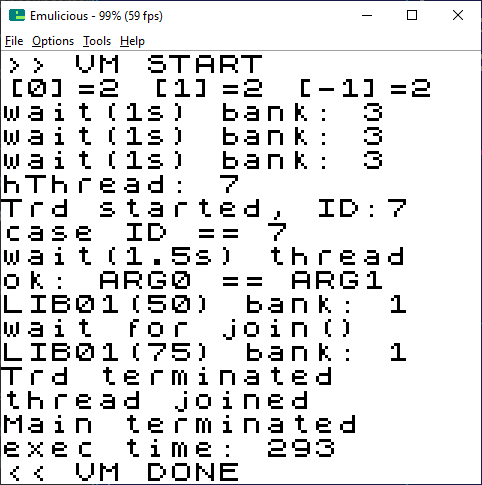 Emulicious - 99% (59 fps)
File Options Tools Help
>> VM START
[0]=2 [1]=2 [-1]=2
wait(1s) bank: 3
wait(1s) bank: 3
wait(1s) bank: 3
hThread: 7
Trd started, ID:7
case ID == 7
wait(1.5s) thread
ok: ARG0 == ARG1
LIB01(50) bank: 1
wait for join()
LIB01(75) bank: 1
Trd terminated
thread joined
Main terminated
exec time: 293
<< VM DONE